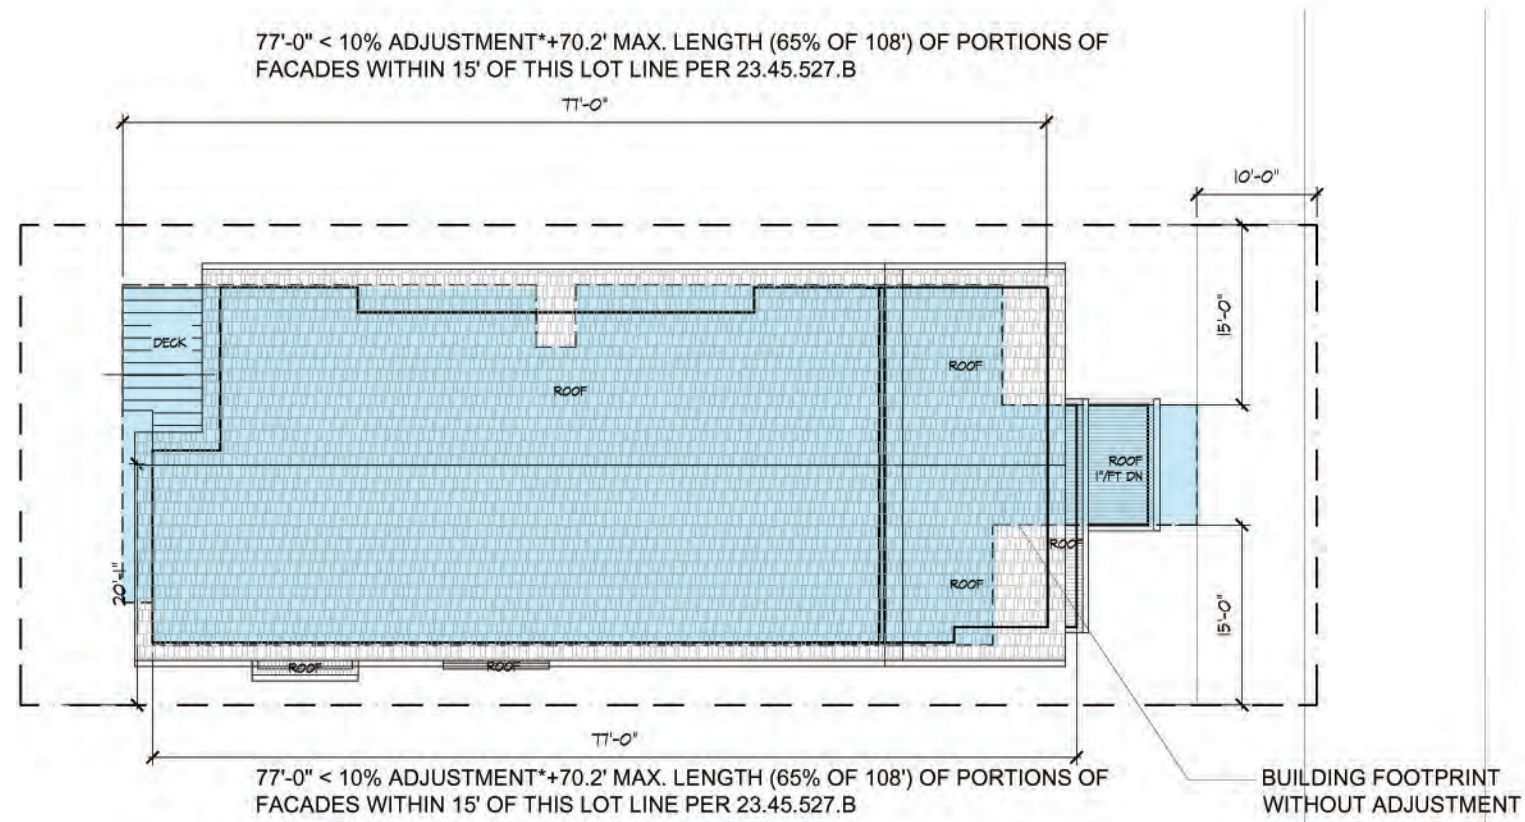 77'-0" < 10% ADJUSTMENT*+70.2' MAX. LENGTH (65% OF 108') OF PORTIONS OF
FACADES WITHIN 15' OF THIS LOT LINE PER 23.45.527.B
77'-0"
10'-0"
15'-0"
DECK
ROOF
ROOF
ROOF
1"/FT DN
ROOF
ROOF
20'-1"
15'-0"
ROOF
ROOF
77'-0"
77'-0" < 10% ADJUSTMENT*+70.2' MAX. LENGTH (65% OF 108') OF PORTIONS OF
FACADES WITHIN 15' OF THIS LOT LINE PER 23.45.527.B
BUILDING FOOTPRINT
WITHOUT ADJUSTMENT